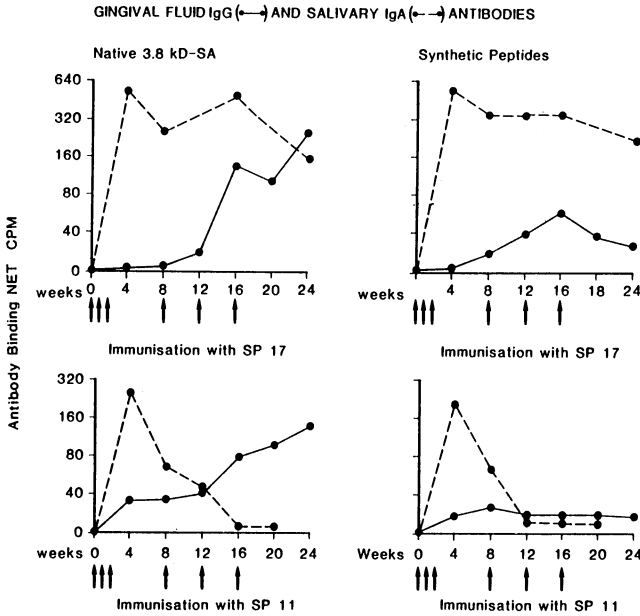 GINGIVAL FLUID IgG (●—●) AND SALIVARY IgA (●--●) ANTIBODIES
Native 3.8 kD-SA
Synthetic Peptides
Antibody Binding NET CPM
640
320
160
80
40
0
weeks 0 4 8 12 16 20 24
Immunisation with SP 17
0 4 8 12 16 18 24
Immunisation with SP 17
320
160
80
40
0
weeks 0 4 8 12 16 20 24
Immunisation with SP 11
Weeks 0 4 8 12 16 20 24
Immunisation with SP 11